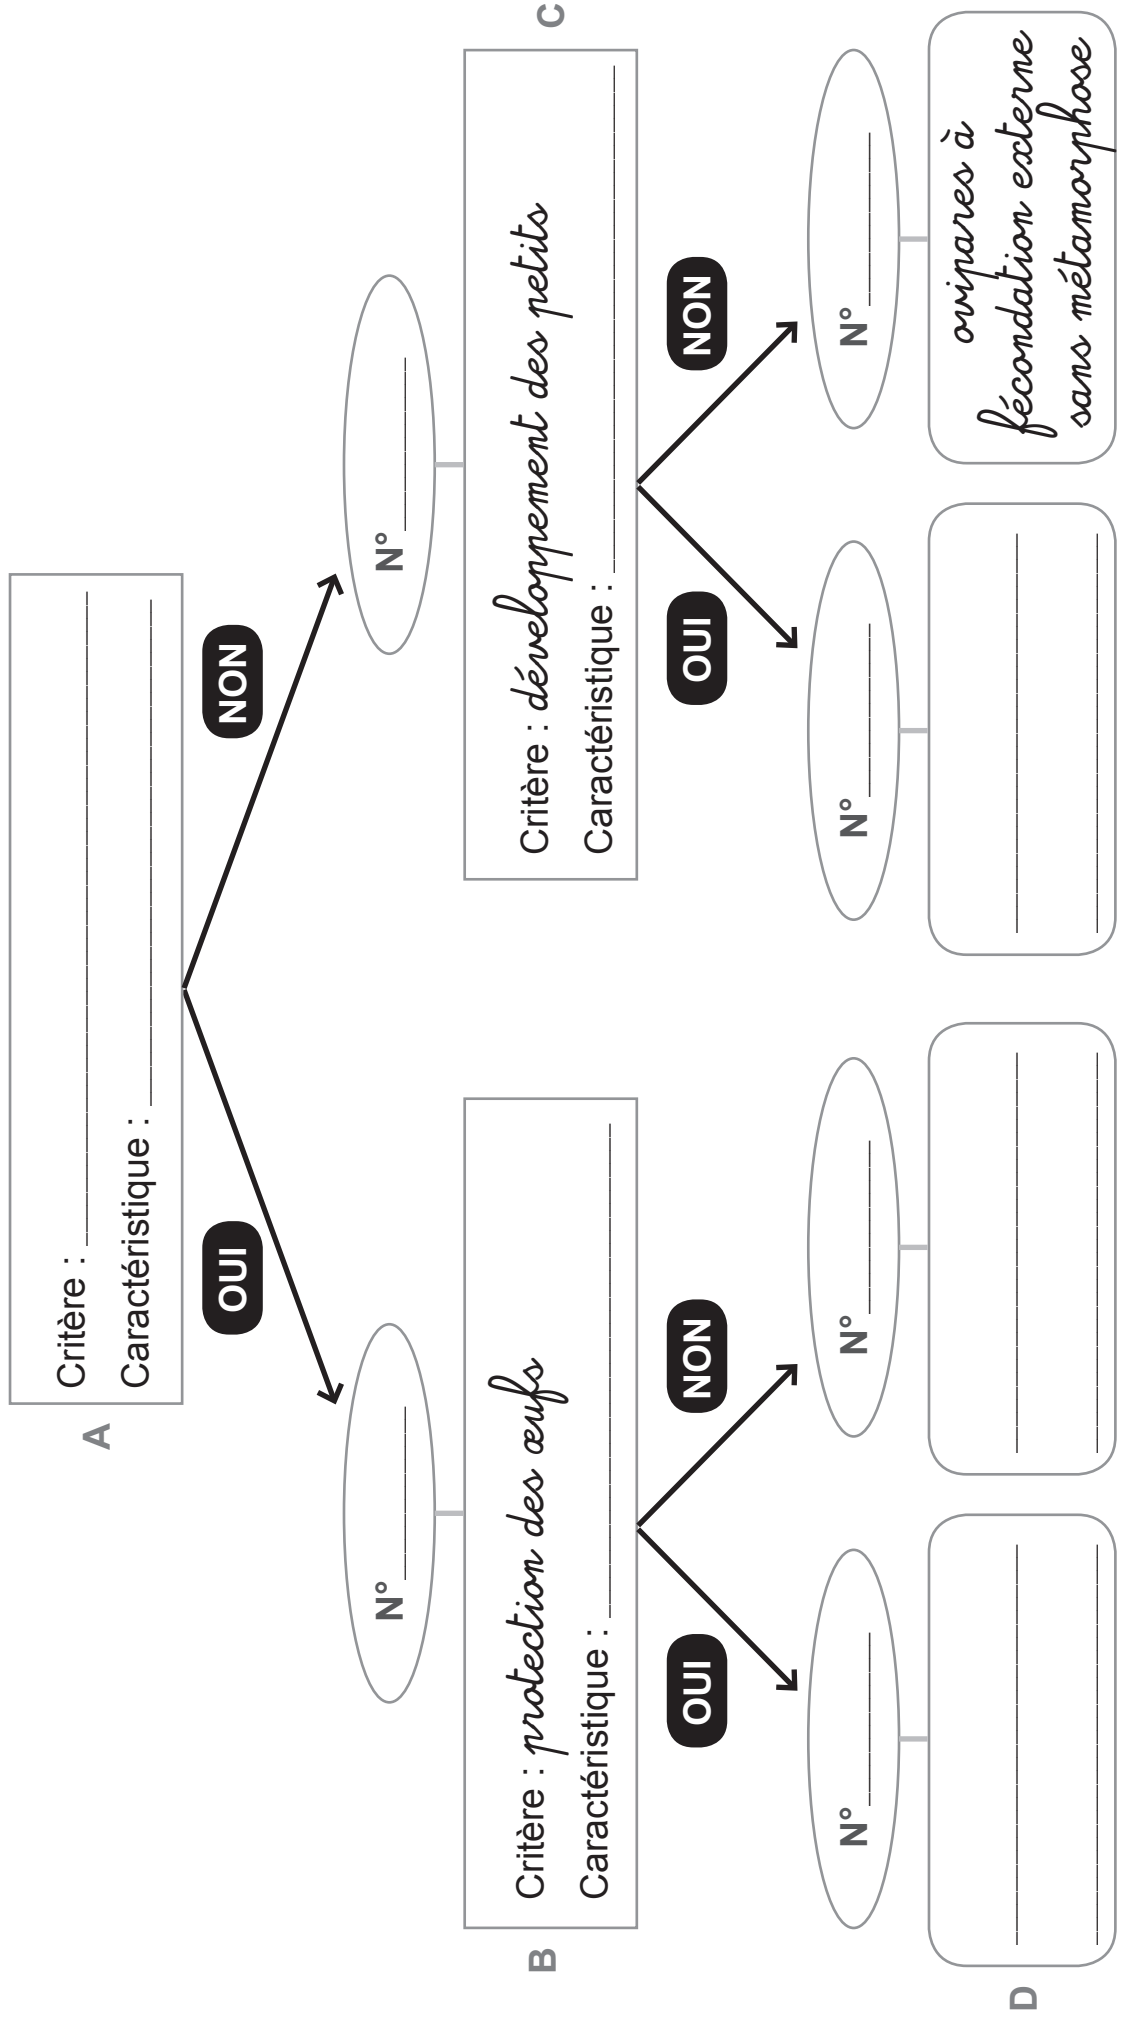 A
Critère :
Caractéristique :
OUI
NON
N°
N°
B
Critère : protection des œufs
Caractéristique :
C
Critère : développement des petits
Caractéristique :
OUI
NON
OUI
NON
N°
N°
N°
N°
D
ovipares à
fécondation externe
sans métamorphose